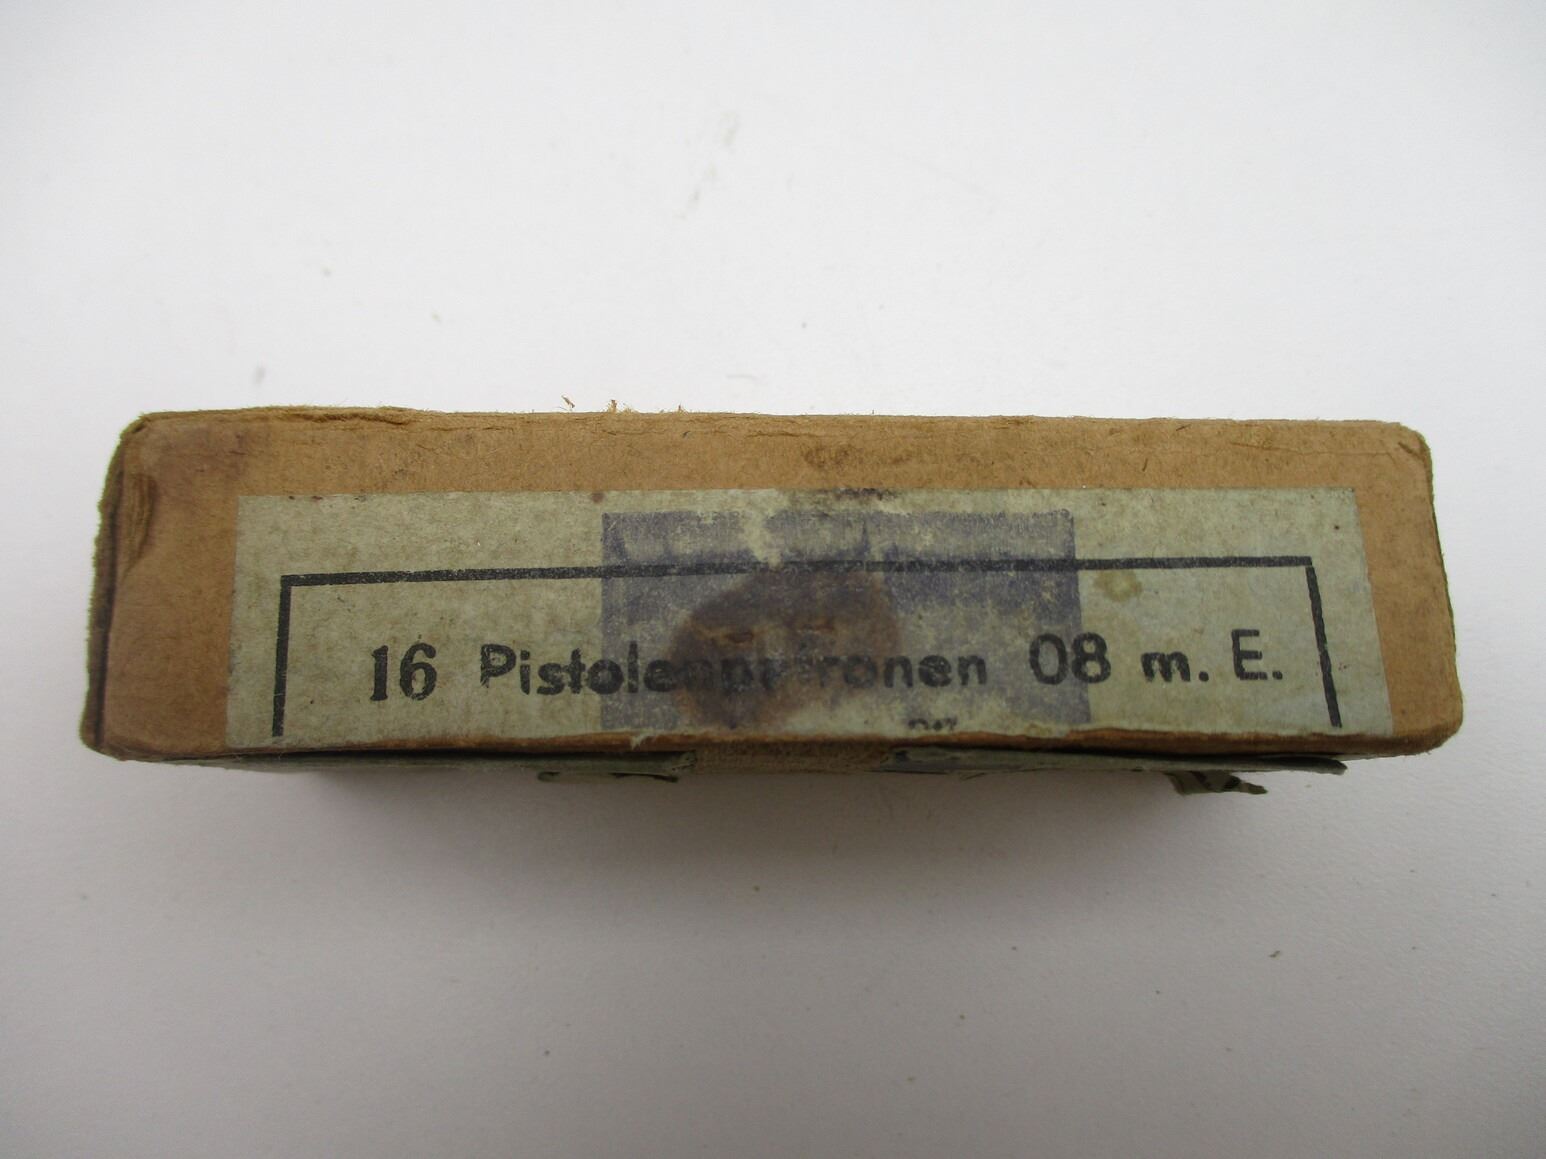 16 Pistolenpatronen 08 m. E.